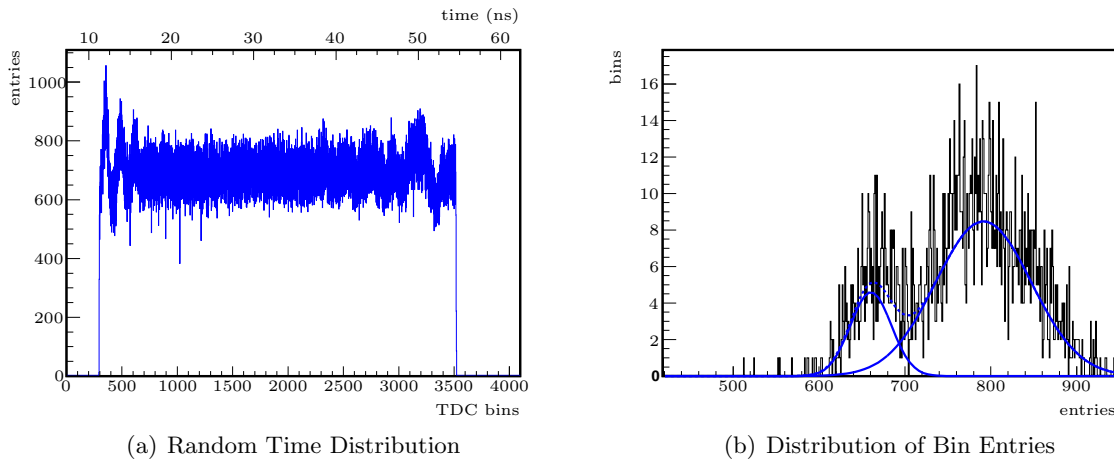 time (ns)
10 20 30 40 50 60
entries
1000
800
600
400
200
0
0 500 1000 1500 2000 2500 3000 3500 4000
TDC bins
(a) Random Time Distribution
bins
16
14
12
10
8
6
4
2
0
500 600 700 800 900
entries
(b) Distribution of Bin Entries